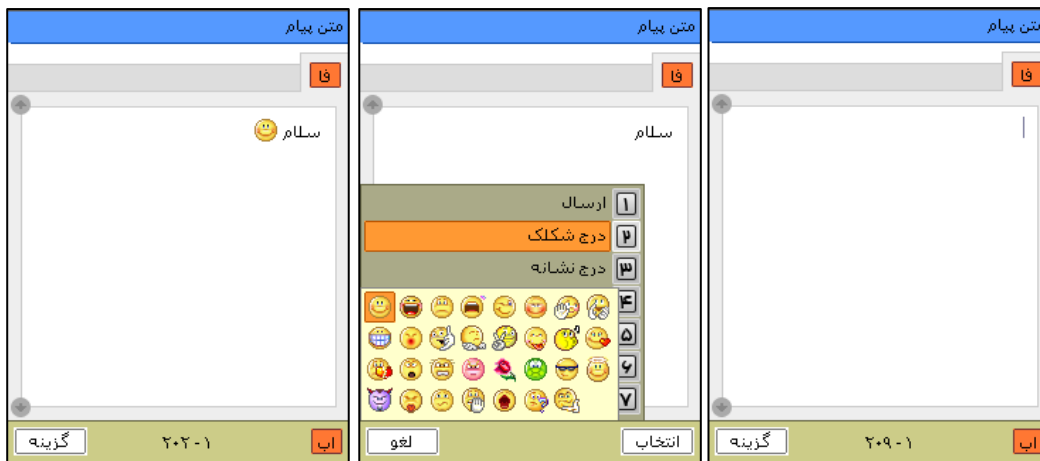 متن پیام
فا
اب ۱ - ۲۰۹ گزینه
متن پیام
فا
سلام
۱ ارسال
۲ درج شکلک
۳ درج نشانه
۴
۵
۶
۷
انتخاب لغو
متن پیام
فا
سلام
اب ۱ - ۲۰۲ گزینه